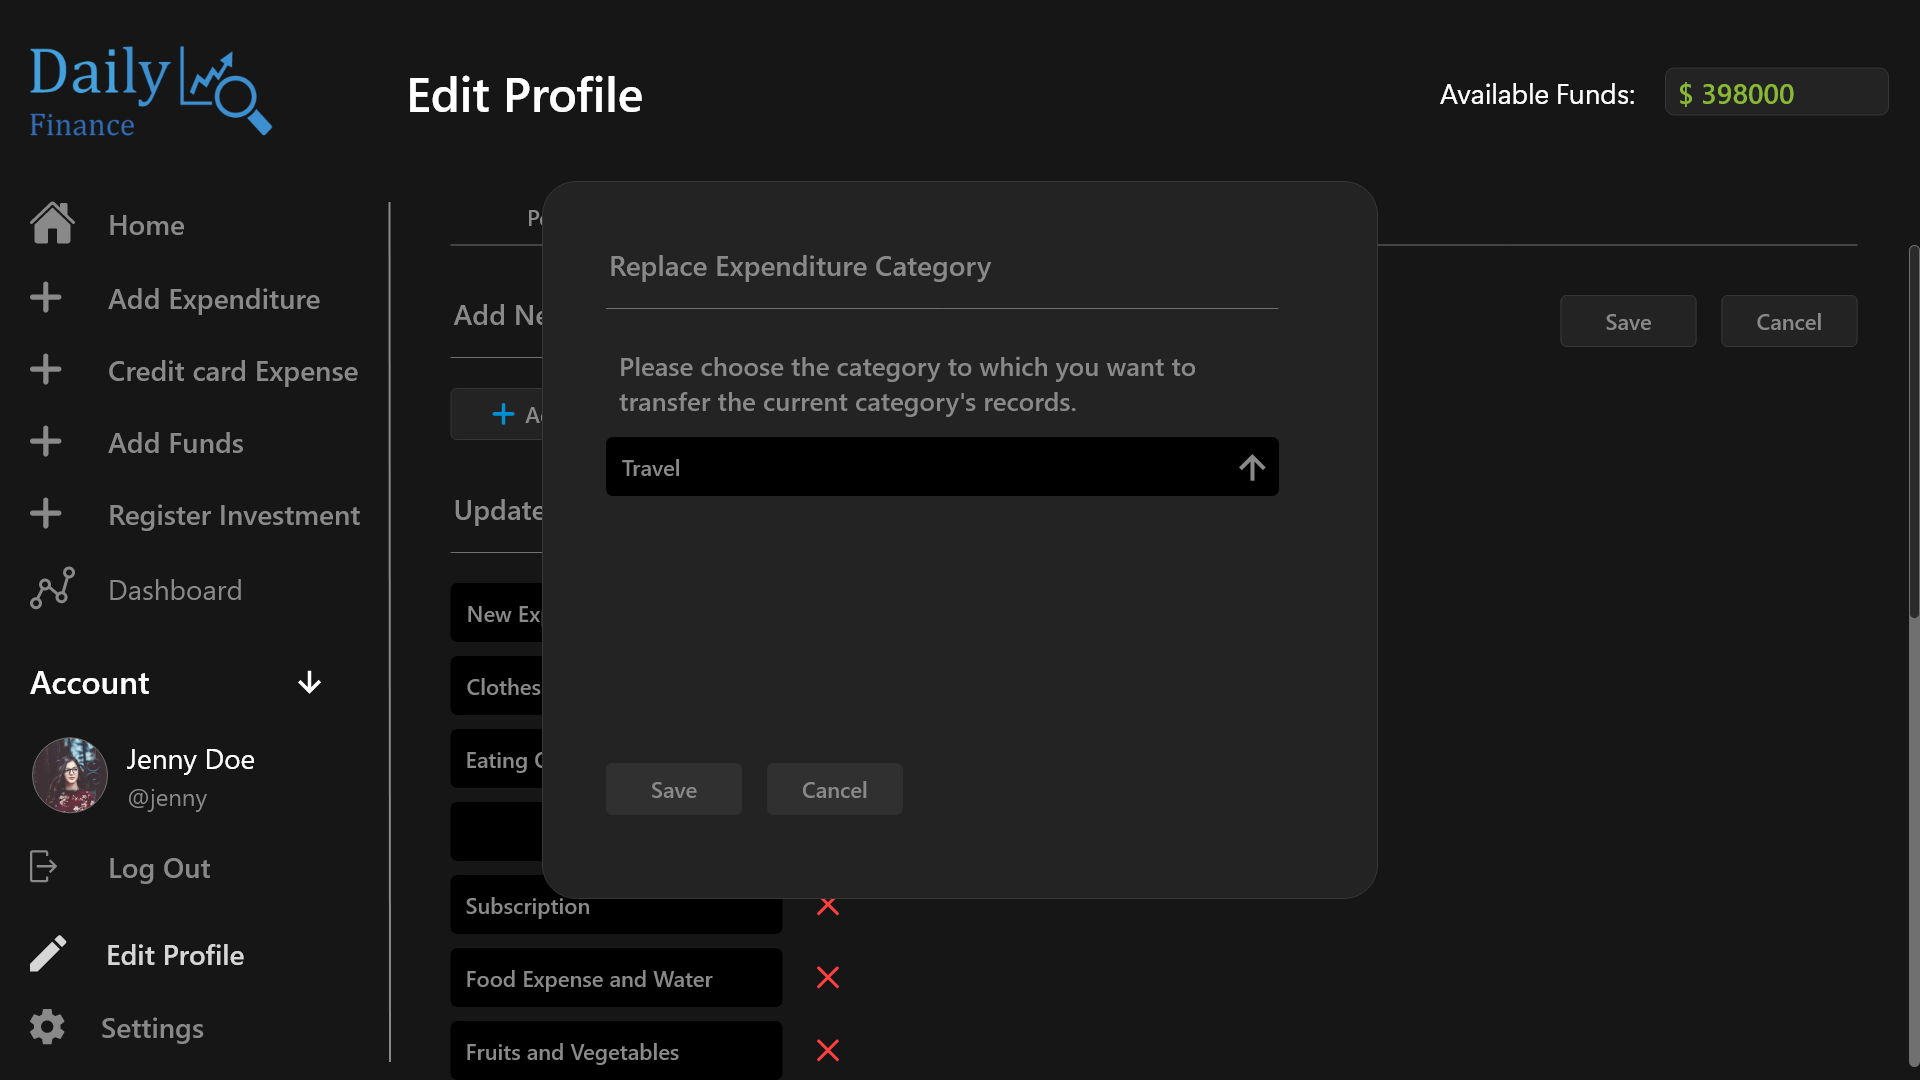 Daily
Finance
Edit Profile
Available Funds:
$ 398000
Home
Add Expenditure
Credit card Expense
Add Funds
Register Investment
Dashboard
Account
Jenny Doe
@jenny
Log Out
Edit Profile
Settings
Add Ne
Save
Cancel
Update
New Ex
Clothes
Eating
Subscription
Food Expense and Water
Fruits and Vegetables
Replace Expenditure Category
Please choose the category to which you want to
transfer the current category's records.
Travel
Save
Cancel